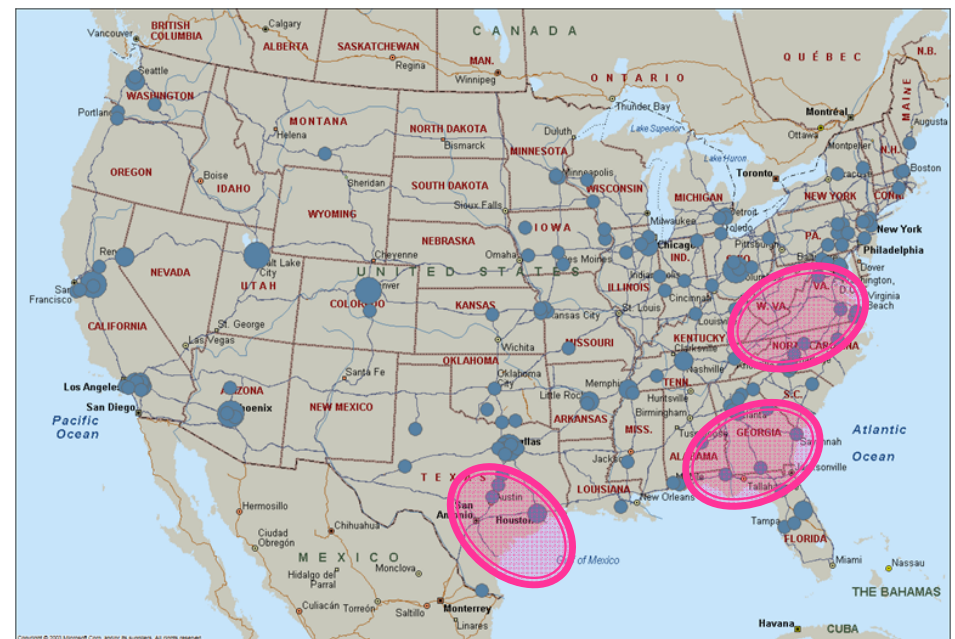 BRITISH
COLUMBIA
Vancouver
Calgary
ALBERTA
SASKATCHEWAN
Regina
CANADA
MAN.
Winnipeg
ONTARIO
QUÉBEC
N.B.
Thunder Bay
Lake Superior
Montréal
Ottawa
MAINE
Augusta
Seattle
WASHINGTON
Portland
MONTANA
Helena
NORTH DAKOTA
Bismarck
Duluth
MINNESOTA
Minneapolis
Lake Huron
Toronto
Montpelier
N.H.
Boston
OREGON
Boise
IDAHO
Sheridan
SOUTH DAKOTA
Sioux Falls
WISCONSIN
MICHIGAN
Milwaukee
Detroit
Toledo
NEW YORK
CONN.
WYOMING
IOWA
Chicago
IND.
Pittsburgh
PA.
New York
Philadelphia
NEBRASKA
Cheyenne
Omaha
Des Moines
UNITED STATES
Reno
NEVADA
Salt Lake
City
UTAH
COLORADO
Denver
KANSAS
Kansas City
ILLINOIS
St. Louis
Cincinnati
Dover
D.C.
VA.
W. VA.
Virginia
Beach
San
Francisco
CALIFORNIA
St. George
Las Vegas
Wichita
MISSOURI
KENTUCKY
Clarksville
Nashville
NORTH CAROLINA
Los Angeles
San Diego
Pacific
Ocean
ARIZONA
Phoenix
Santa Fe
NEW MEXICO
OKLAHOMA
Oklahoma
City
Little Rock
ARKANSAS
Memphis
TENN.
Huntsville
Birmingham
S.C.
Atlanta
MISS.
ALABAMA
GEORGIA
Savannah
Atlantic
Ocean
Dallas
TEXAS
Austin
San
Antonio
Houston
LOUISIANA
New Orleans
Jacksonville
Tampa
FLORIDA
Miami
Gulf of Mexico
Nassau
THE BAHAMAS
Havana
CUBA
Hermosillo
Chihuahua
Ciudad
Obregón
MEXICO
Hidalgo del
Parral
Monclova
Culiacán
Torreón
Saltillo
Monterrey
Linares